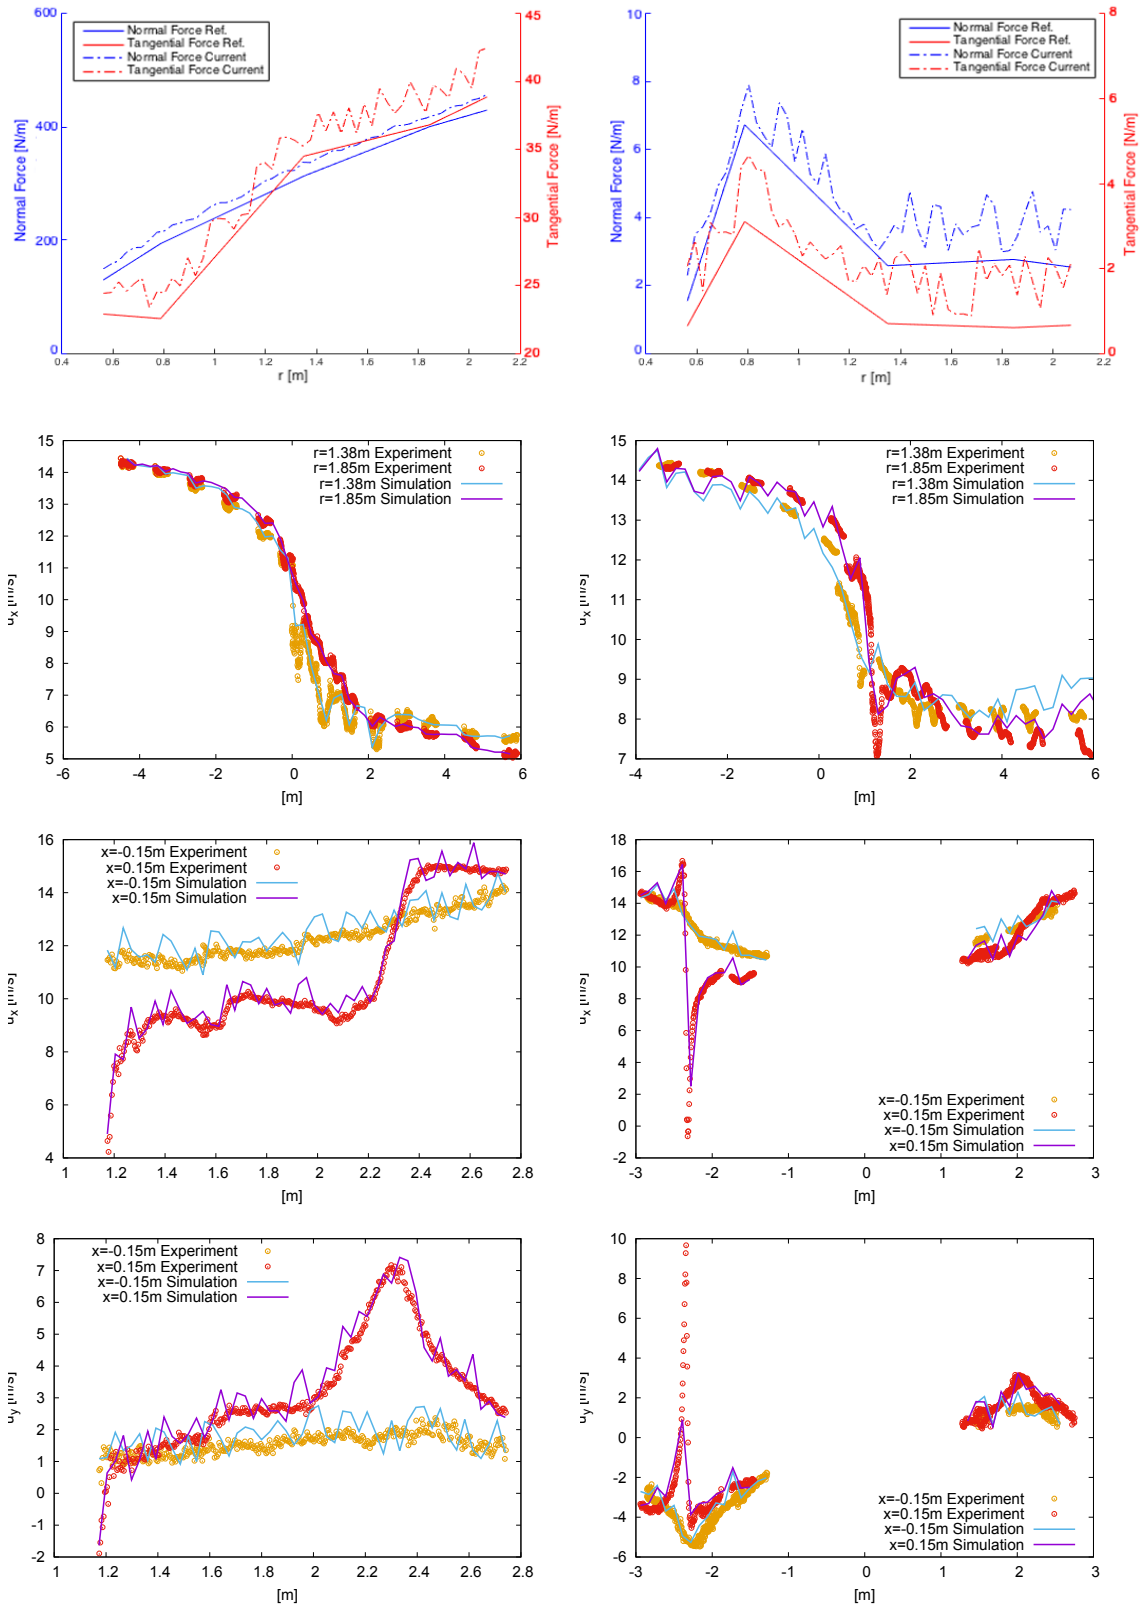 600
400
200
0
0.4 0.6 0.8 1 1.2 1.4 1.6 1.8 2 2.2
r [m]
Normal Force [N/m]
45
40
35
30
25
20
Tangential Force [N/m]
Normal Force Ref.
Tangential Force Ref.
Normal Force Current
Tangential Force Current
10
8
6
4
2
0
0.4 0.6 0.8 1 1.2 1.4 1.6 1.8 2 2.2
r [m]
Normal Force [N/m]
8
6
4
2
0
Tangential Force [N/m]
Normal Force Ref.
Tangential Force Ref.
Normal Force Current
Tangential Force Current
15
14
13
12
11
10
9
8
7
6
5
-6 -4 -2 0 2 4 6
[m]
u_x [m/s]
r=1.38m Experiment
r=1.85m Experiment
r=1.38m Simulation
r=1.85m Simulation
15
14
13
12
11
10
9
8
7
-4 -2 0 2 4 6
[m]
u_x [m/s]
r=1.38m Experiment
r=1.85m Experiment
r=1.38m Simulation
r=1.85m Simulation
16
14
12
10
8
6
4
1 1.2 1.4 1.6 1.8 2 2.2 2.4 2.6 2.8
[m]
u_x [m/s]
x=-0.15m Experiment
x=0.15m Experiment
x=-0.15m Simulation
x=0.15m Simulation
18
16
14
12
10
8
6
4
2
0
-2
-3 -2 -1 0 1 2 3
[m]
u_x [m/s]
x=-0.15m Experiment
x=0.15m Experiment
x=-0.15m Simulation
x=0.15m Simulation
8
7
6
5
4
3
2
1
0
-1
-2
1 1.2 1.4 1.6 1.8 2 2.2 2.4 2.6 2.8
[m]
u_y [m/s]
x=-0.15m Experiment
x=0.15m Experiment
x=-0.15m Simulation
x=0.15m Simulation
10
8
6
4
2
0
-2
-4
-6
-3 -2 -1 0 1 2 3
[m]
u_y [m/s]
x=-0.15m Experiment
x=0.15m Experiment
x=-0.15m Simulation
x=0.15m Simulation